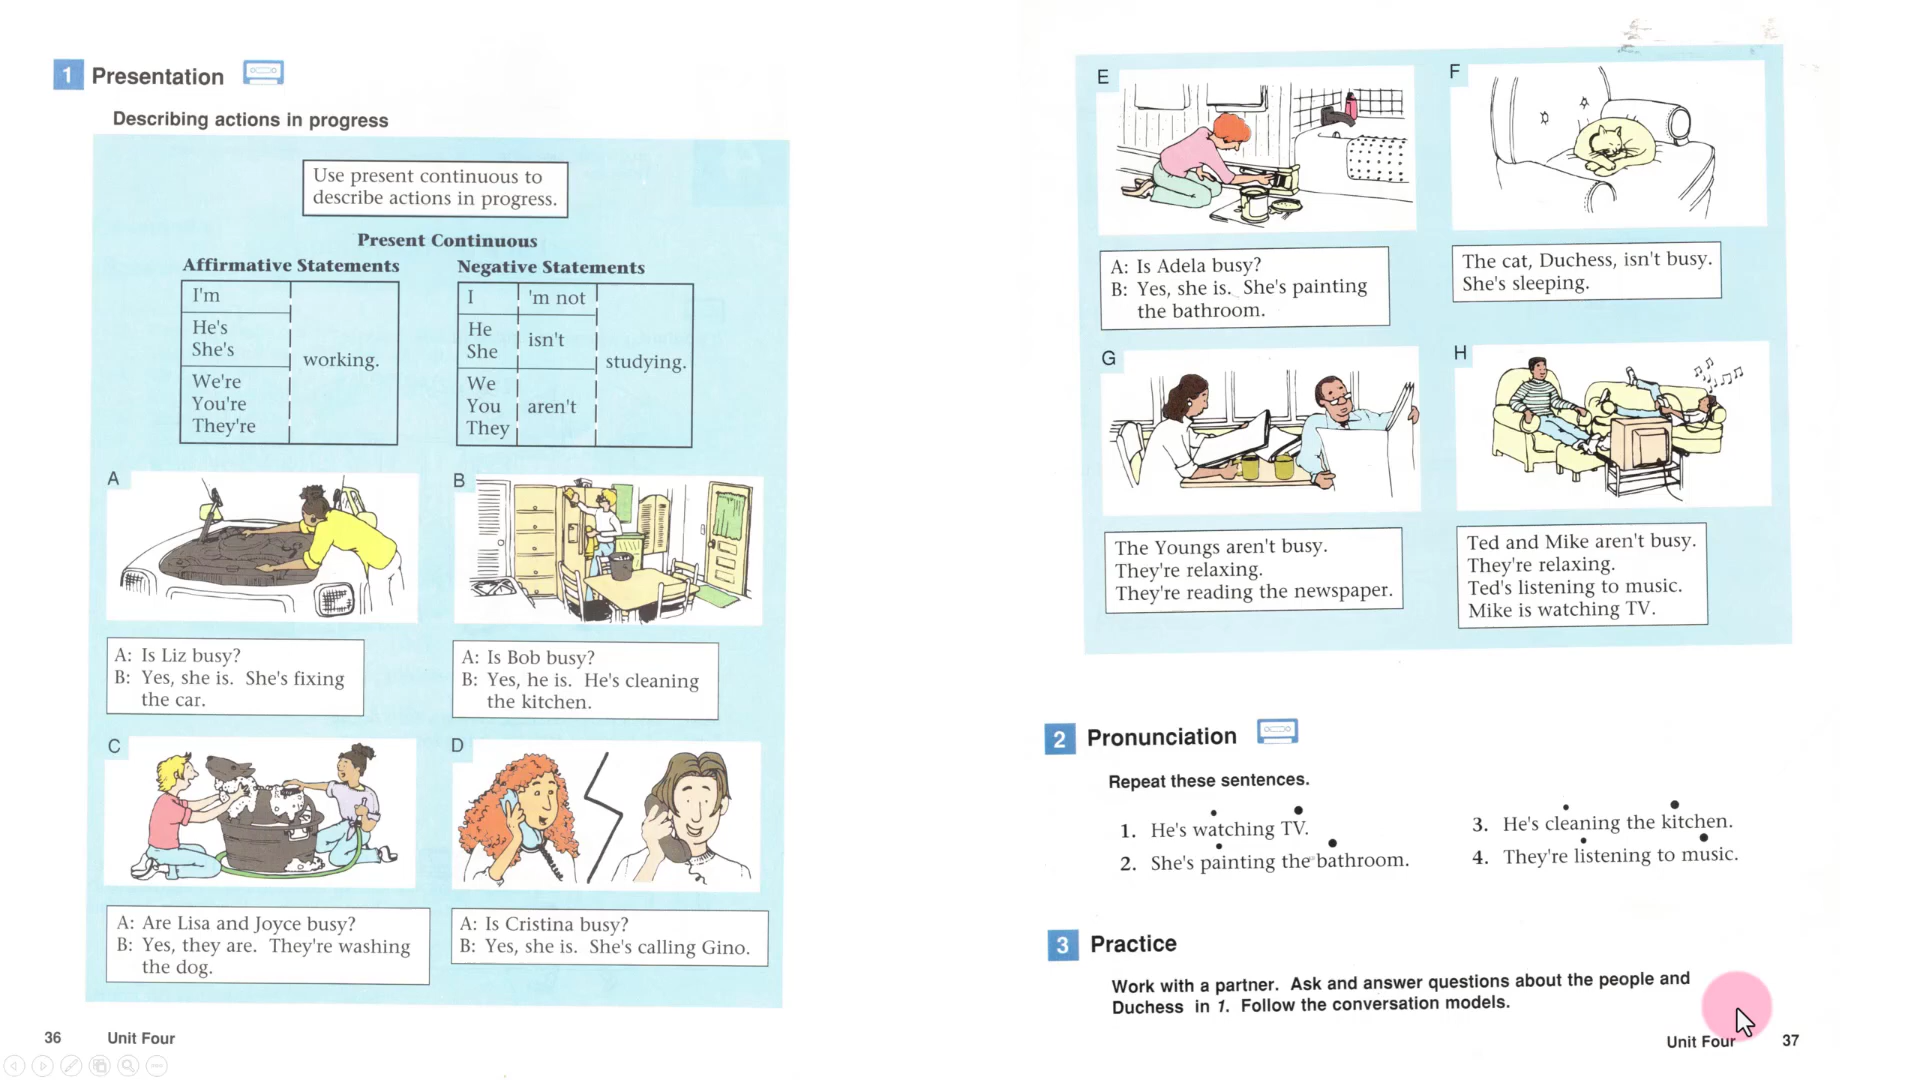 1 Presentation
Describing actions in progress
Use present continuous to
describe actions in progress.
Present Continuous
Affirmative Statements
I'm
He's
She's
We're
You're
They're
working.
Negative Statements
I 'm not
He
She
isn't
We
You
They
aren't
studying.
A
A: Is Liz busy?
B: Yes, she is. She's fixing
the car.
B
A: Is Bob busy?
B: Yes, he is. He's cleaning
the kitchen.
C
A: Are Lisa and Joyce busy?
B: Yes, they are. They're washing
the dog.
D
A: Is Cristina busy?
B: Yes, she is. She's calling Gino.
36 Unit Four
E
A: Is Adela busy?
B: Yes, she is. She's painting
the bathroom.
F
The cat, Duchess, isn't busy.
She's sleeping.
G
The Youngs aren't busy.
They're relaxing.
They're reading the newspaper.
H
Ted and Mike aren't busy.
They're relaxing.
Ted's listening to music.
Mike is watching TV.
2 Pronunciation
Repeat these sentences.
1. He's watching TV.
2. She's painting the bathroom.
3. He's cleaning the kitchen.
4. They're listening to music.
3 Practice
Work with a partner. Ask and answer questions about the people and
Duchess in 1. Follow the conversation models.
Unit Four 37